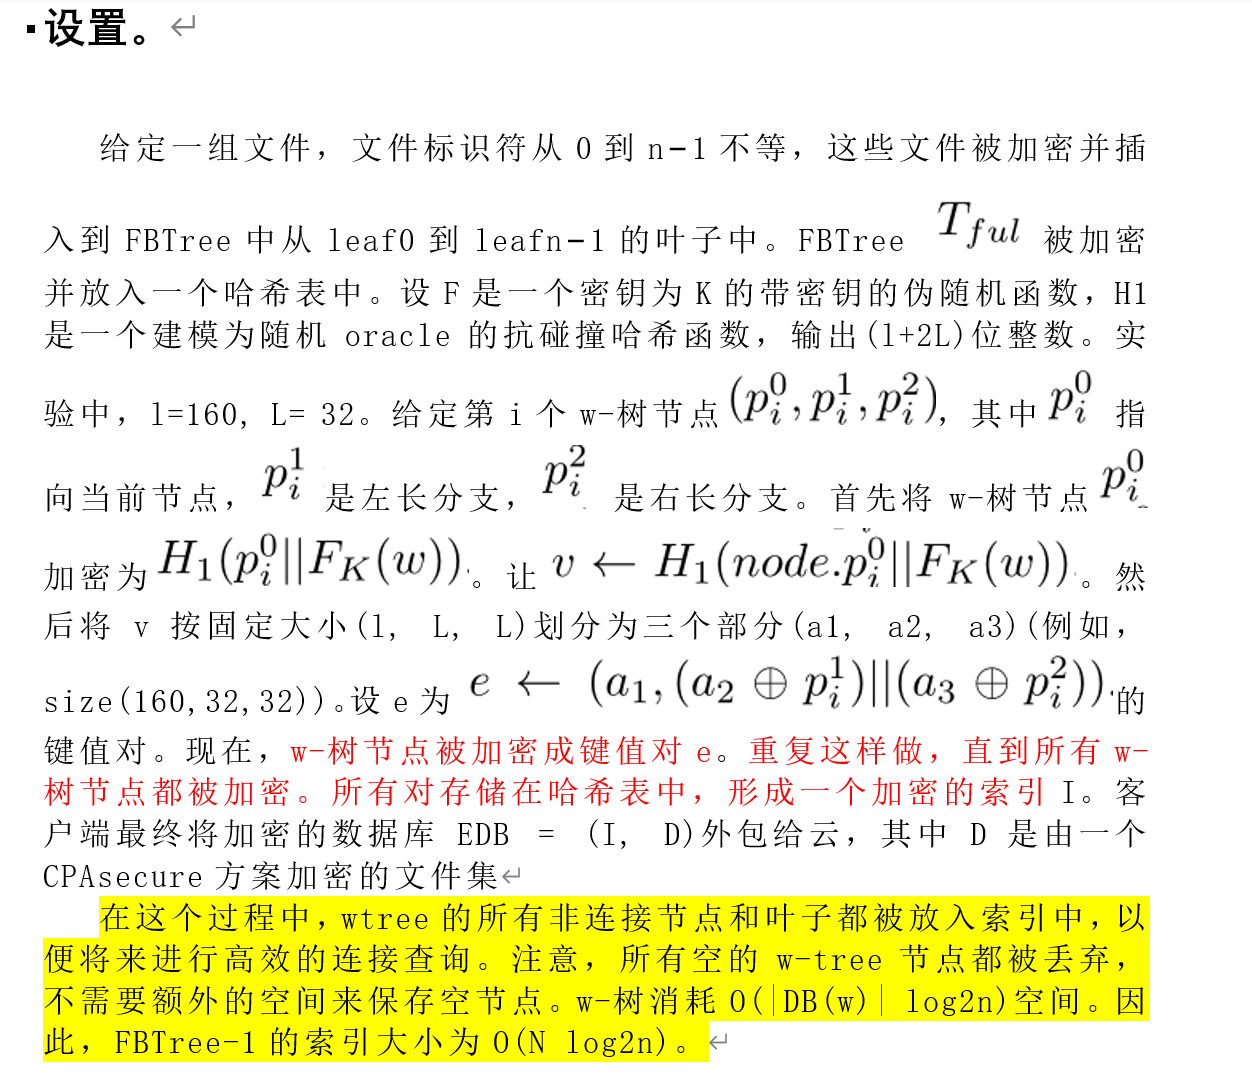 ▪设置。↵
给定一组文件，文件标识符从 0 到 n−1 不等，这些文件被加密并插
入到 FBTree 中从 leaf0 到 leafn−1 的叶子中。FBTree $T_{ful}$ 被加密
并放入一个哈希表中。设 F 是一个密钥为 K 的带密钥的伪随机函数，H1
是一个建模为随机 oracle 的抗碰撞哈希函数，输出(l+2L)位整数。实
验中，l=160, L= 32。给定第 i 个 w-树节点 $(p_i^0, p_i^1, p_i^2)$, 其中 $p_i^0$ 指
向当前节点， $p_i^1$ 是左长分支， $p_i^2$ 是右长分支。首先将 w-树节点 $p_i^0$
加密为 $H_1(p_i^0||F_K(w))$。让 $v \leftarrow H_1(node.p_i^0||F_K(w))$。然
后将 v 按固定大小(l, L, L)划分为三个部分(a1, a2, a3)(例如，
size(160,32,32))。设 e 为 $e \leftarrow (a_1, (a_2 \oplus p_i^1)||(a_3 \oplus p_i^2))$.的
键值对。现在，w-树节点被加密成键值对 e。重复这样做，直到所有 w-
树节点都被加密。所有对存储在哈希表中，形成一个加密的索引 I。客
户端最终将加密的数据库 EDB = (I, D)外包给云，其中 D 是由一个
CPAsecure 方案加密的文件集↵
在这个过程中，wtree 的所有非连接节点和叶子都被放入索引中，以
便将来进行高效的连接查询。注意，所有空的 w-tree 节点都被丢弃，
不需要额外的空间来保存空节点。w-树消耗 O(|DB(w)| log2n)空间。因
此，FBTree-1 的索引大小为 O(N log2n)。↵